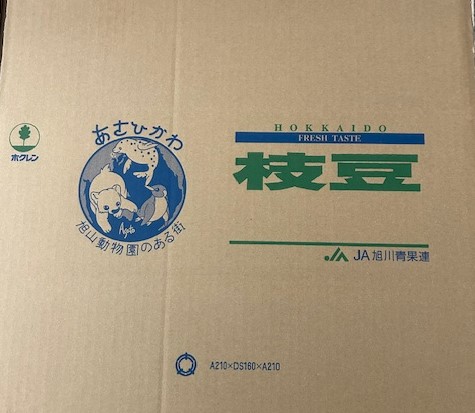 ホクレン
あさひかわ
旭山動物園のある街
HOKKAIDO
FRESH TASTE
枝豆
JA旭川青果連
A210×DS160×A210